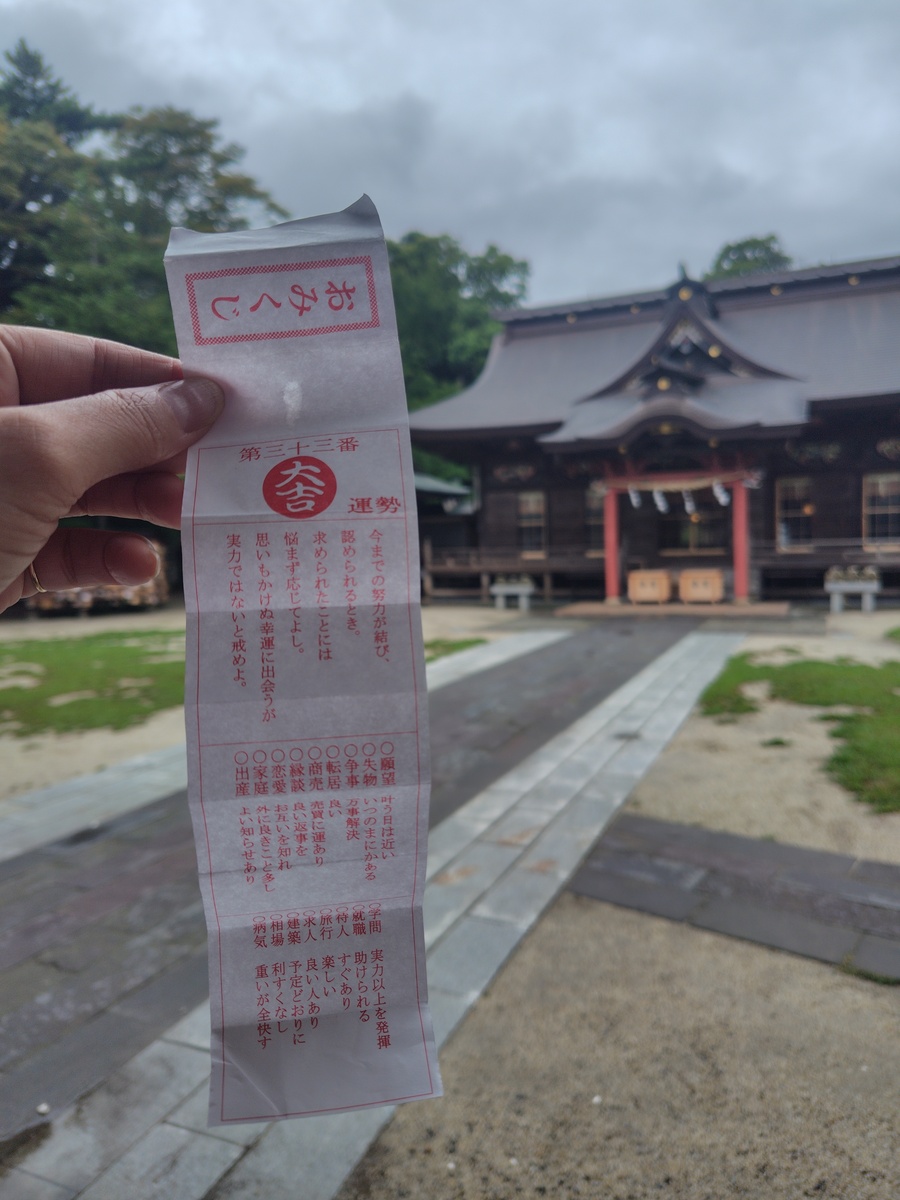 おみくじ
第三十三番
大吉
運勢
今までの努力が結び、
認められるとき。
求められたことには
悩まず応じてよし。
思いもかけぬ幸運に出会うが
実力ではないと戒めよ。
○願望 叶う日は近い
○失物 いつのまにかある
○争事 万事解決
○転居 良い
○商売 売買に運あり
○縁談 良い返事を
○恋愛 お互いを知れ
○家庭 外に良きこと多し
○出産 よい知らせあり
○学問 実力以上を発揮
○就職 助けられる
○待人 すぐあり
○旅行 楽しい
○求人 良い人あり
○建築 予定どおりに
○相場 利すくなし
○病気 重いが全快す